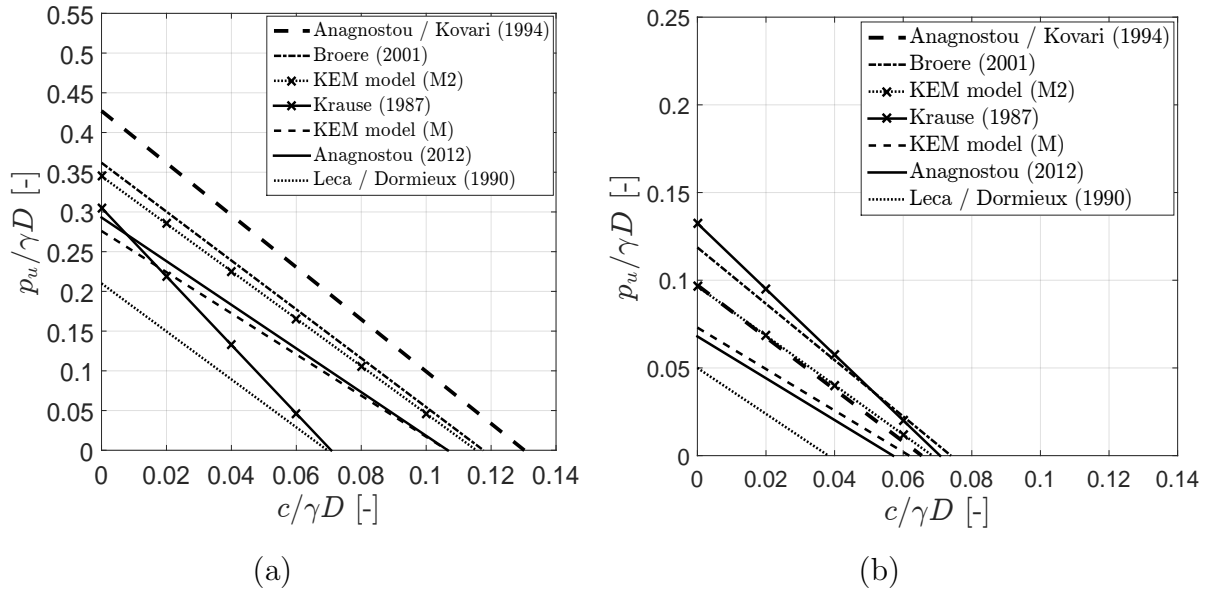 0.55
0.5
0.45
0.4
0.35
0.3
0.25
0.2
0.15
0.1
0.05
0
p_u/γD [-]
Anagnostou / Kovari (1994)
Broere (2001)
KEM model (M2)
Krause (1987)
KEM model (M)
Anagnostou (2012)
Leca / Dormieux (1990)
0 0.02 0.04 0.06 0.08 0.1 0.12 0.14
c/γD [-]
(a)
0.25
0.2
0.15
0.1
0.05
0
p_u/γD [-]
Anagnostou / Kovari (1994)
Broere (2001)
KEM model (M2)
Krause (1987)
KEM model (M)
Anagnostou (2012)
Leca / Dormieux (1990)
0 0.02 0.04 0.06 0.08 0.1 0.12 0.14
c/γD [-]
(b)